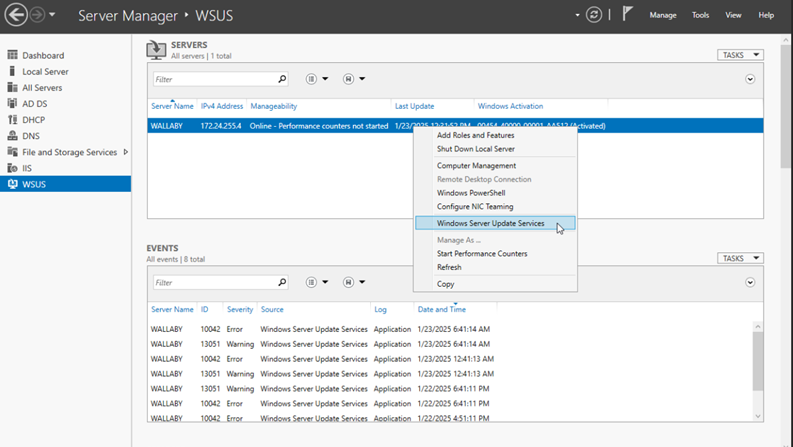 Server Manager ‣ WSUS
Manage Tools View Help
Dashboard
Local Server
All Servers
AD DS
DHCP
DNS
File and Storage Services
IIS
WSUS
SERVERS
All servers | 1 total
TASKS
Filter
Server Name IPv4 Address Manageability Last Update Windows Activation
WALLABY 172.24.255.4 Online - Performance counters not started 1/23/2025 12:31:52 PM 00454-40000-00001-AA512 (Activated)
Add Roles and Features
Shut Down Local Server
Computer Management
Remote Desktop Connection
Windows PowerShell
Configure NIC Teaming
Windows Server Update Services
Manage As ...
Start Performance Counters
Refresh
Copy
EVENTS
All events | 8 total
TASKS
Filter
Server Name ID Severity Source Log Date and Time
WALLABY 10042 Error Windows Server Update Services Application 1/23/2025 6:41:14 AM
WALLABY 13051 Warning Windows Server Update Services Application 1/23/2025 6:41:14 AM
WALLABY 10042 Error Windows Server Update Services Application 1/23/2025 12:41:13 AM
WALLABY 13051 Warning Windows Server Update Services Application 1/23/2025 12:41:13 AM
WALLABY 13051 Warning Windows Server Update Services Application 1/22/2025 6:41:11 PM
WALLABY 10042 Error Windows Server Update Services Application 1/22/2025 6:41:11 PM
WALLABY 10042 Error Windows Server Update Services Application 1/22/2025 4:51:11 PM